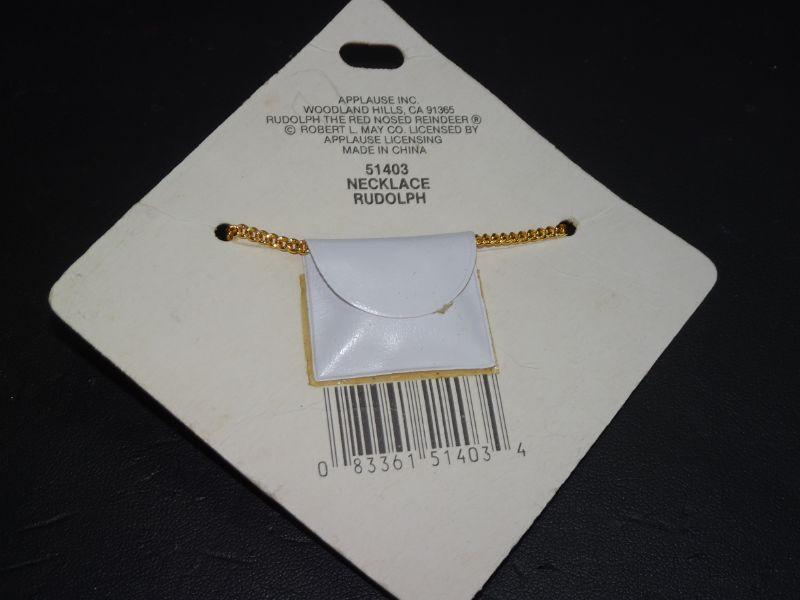 APPLAUSE INC.
WOODLAND HILLS, CA 91365
RUDOLPH THE RED NOSED REINDEER ®
© ROBERT L. MAY CO. LICENSED BY
APPLAUSE LICENSING
MADE IN CHINA
51403
NECKLACE
RUDOLPH
0 83361 51403 4